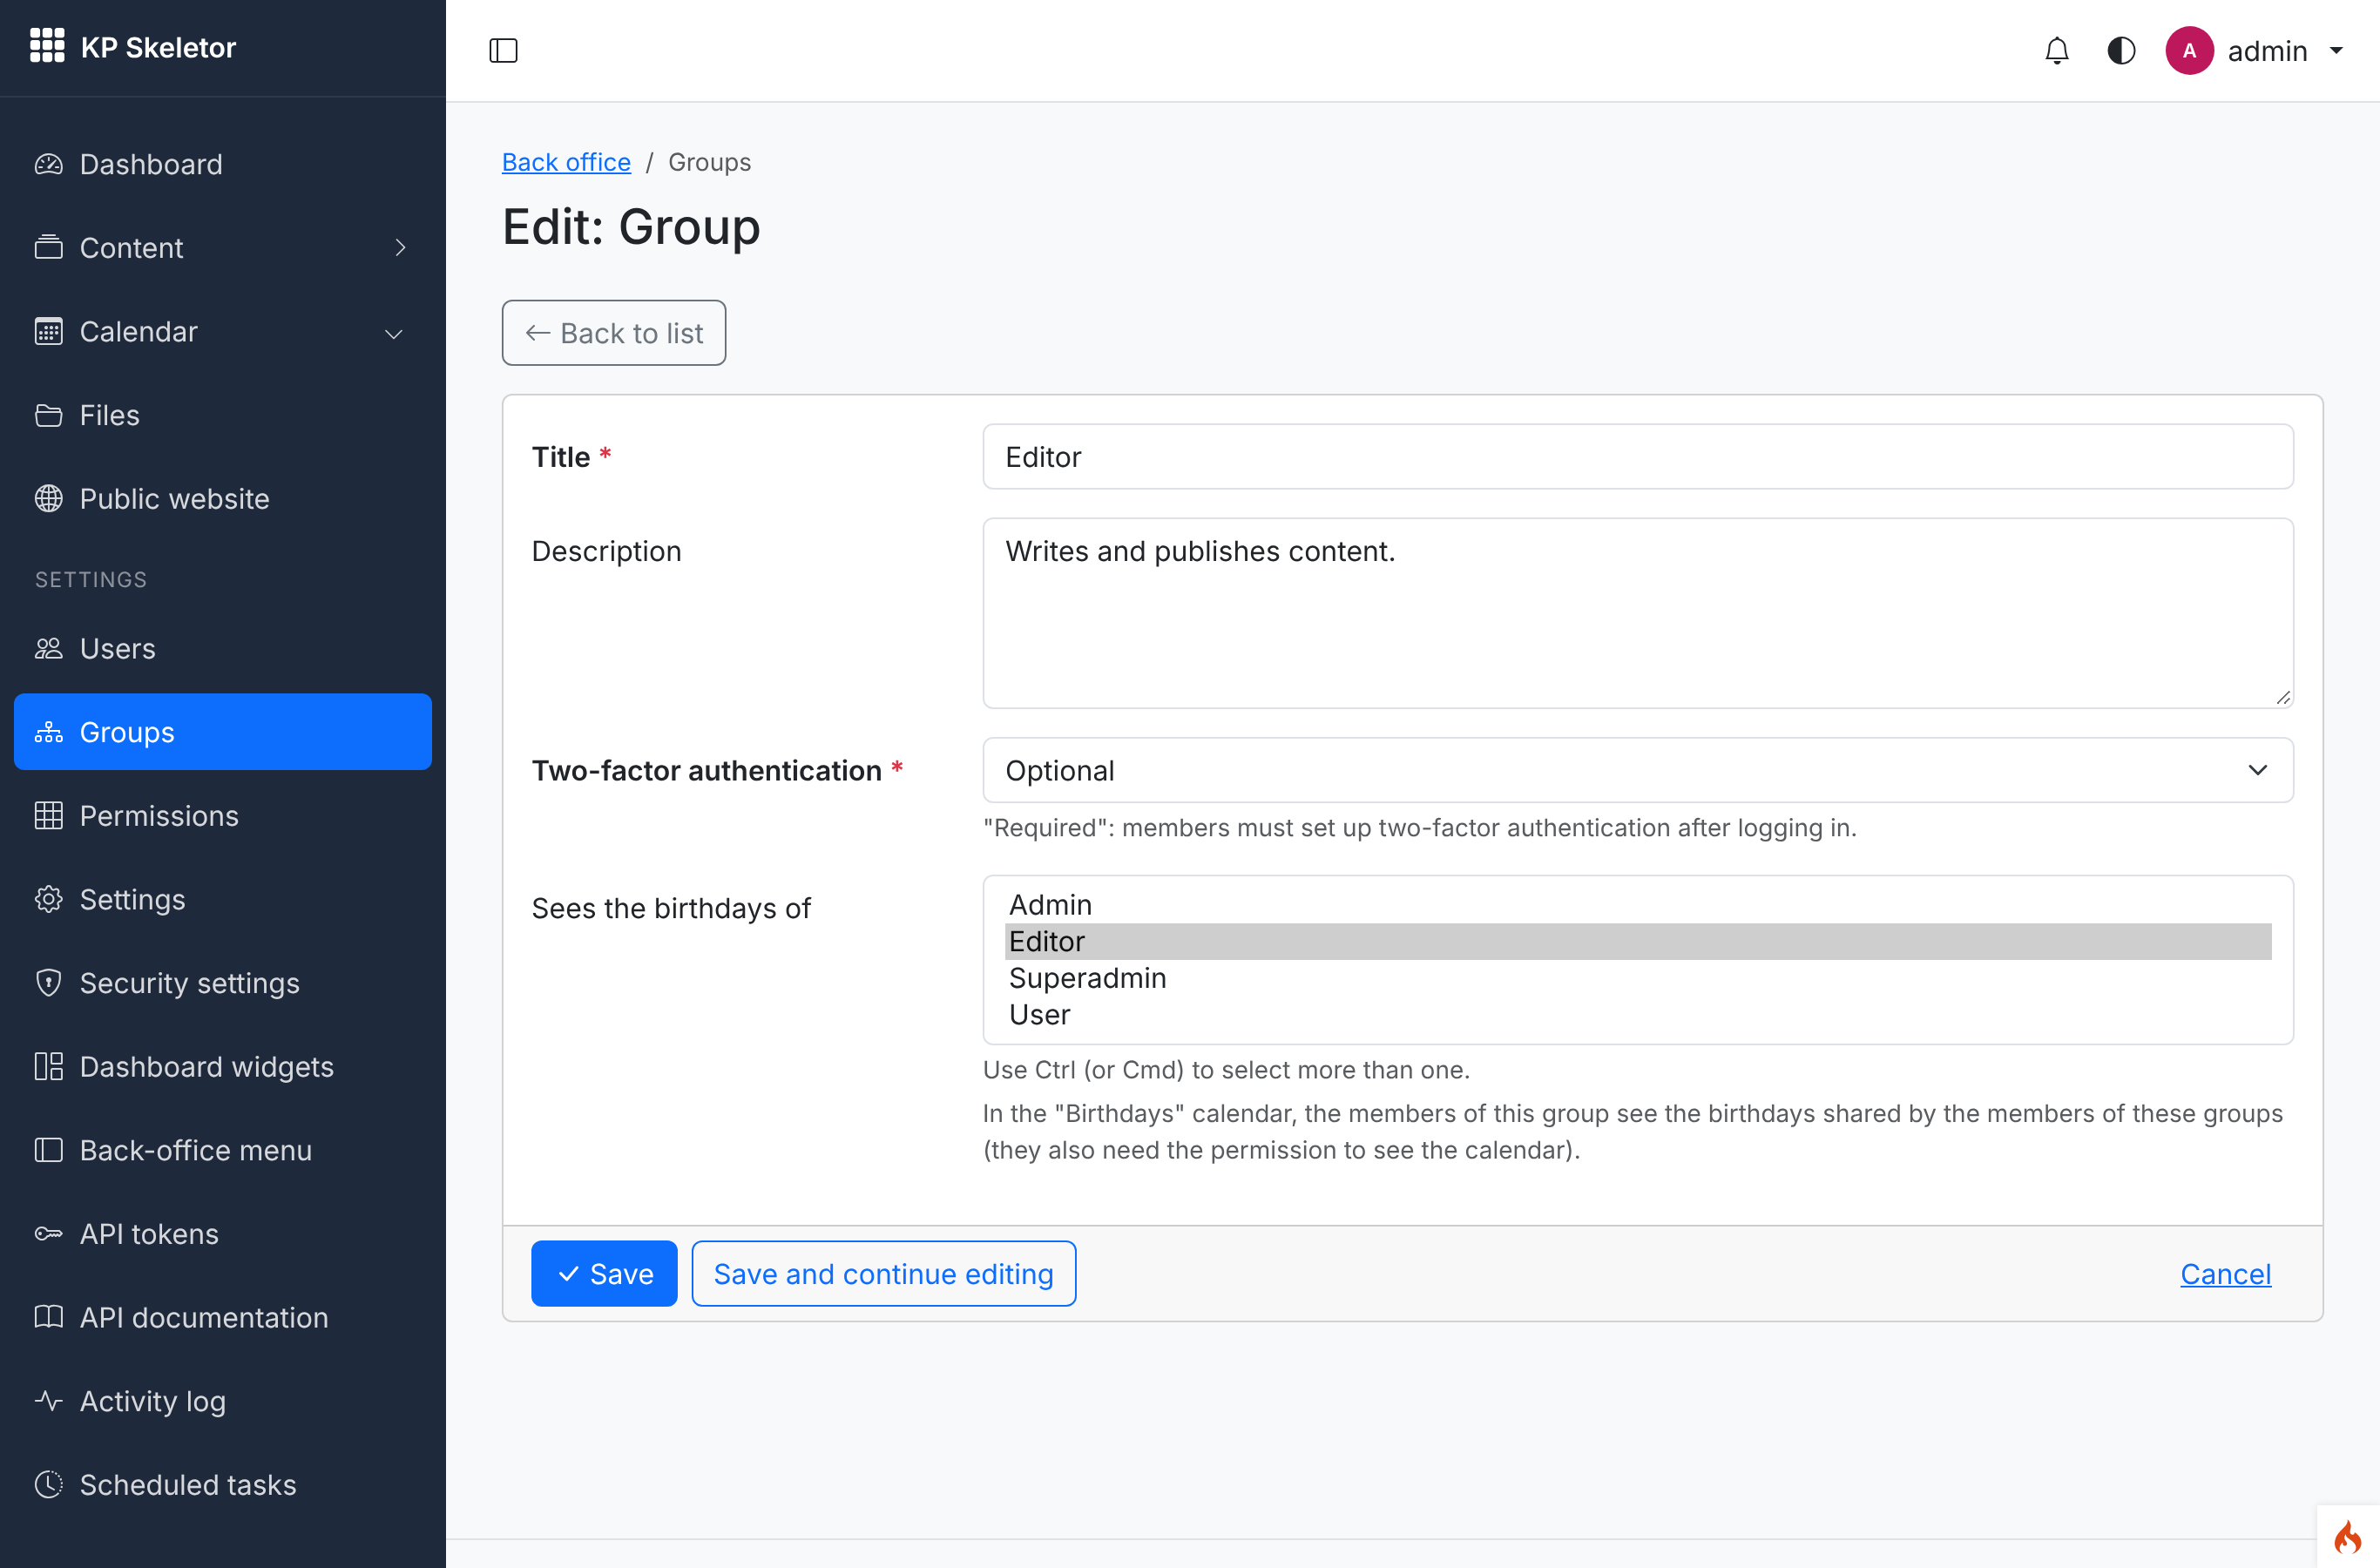 KP Skeletor
A
admin
Dashboard
Content
Calendar
Files
Public website
SETTINGS
Users
Groups
Permissions
Settings
Security settings
Dashboard widgets
Back-office menu
API tokens
API documentation
Activity log
Scheduled tasks
Back office / Groups
Edit: Group
← Back to list
Title *
Editor
Description
Writes and publishes content.
Two-factor authentication *
Optional
"Required": members must set up two-factor authentication after logging in.
Sees the birthdays of
Admin
Editor
Superadmin
User
Use Ctrl (or Cmd) to select more than one.
In the "Birthdays" calendar, the members of this group see the birthdays shared by the members of these groups
(they also need the permission to see the calendar).
Save
Save and continue editing
Cancel